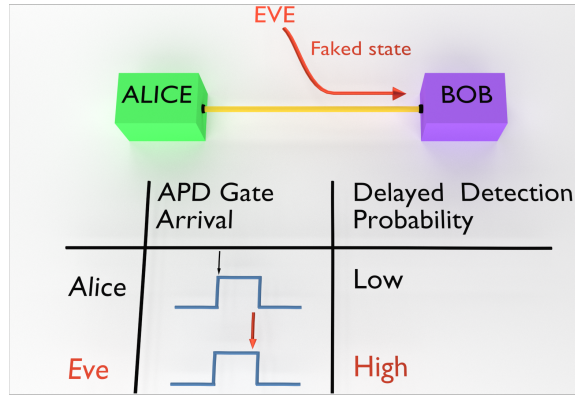 EVE
Faked state
ALICE
BOB
APD Gate
Arrival
Delayed Detection
Probability
Alice
Low
Eve
High